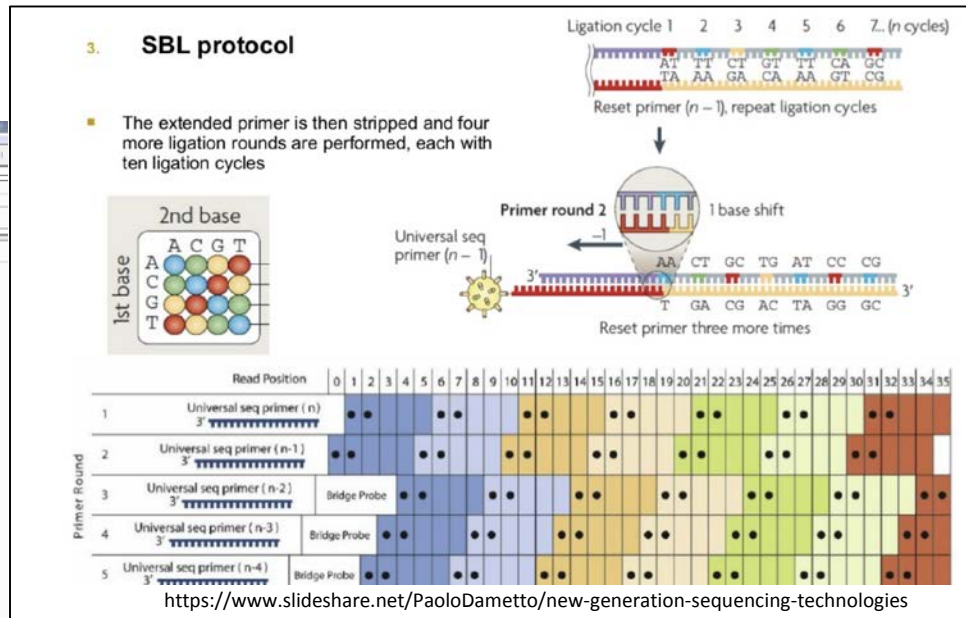 3. SBL protocol
▪ The extended primer is then stripped and four
more ligation rounds are performed, each with
ten ligation cycles
Ligation cycle 1 2 3 4 5 6 7... (n cycles)
AT TT CT GT TT CA GC
TA AA GA CA AA GT CG
Reset primer (n − 1), repeat ligation cycles
Primer round 2
1 base shift
−1
Universal seq
primer (n − 1)
3′
AA CT GC TG AT CC CG
T GA CG AC TA GG GC
3′
Reset primer three more times
2nd base
A C G T
1st base
A
C
G
T
Read Position 0 1 2 3 4 5 6 7 8 9 10 11 12 13 14 15 16 17 18 19 20 21 22 23 24 25 26 27 28 29 30 31 32 33 34 35
Primer Round
1 Universal seq primer (n)
3′
2 Universal seq primer (n-1)
3′
3 Universal seq primer (n-2) Bridge Probe
3′
4 Universal seq primer (n-3) Bridge Probe
3′
5 Universal seq primer (n-4) Bridge Probe
3′
https://www.slideshare.net/PaoloDametto/new-generation-sequencing-technologies